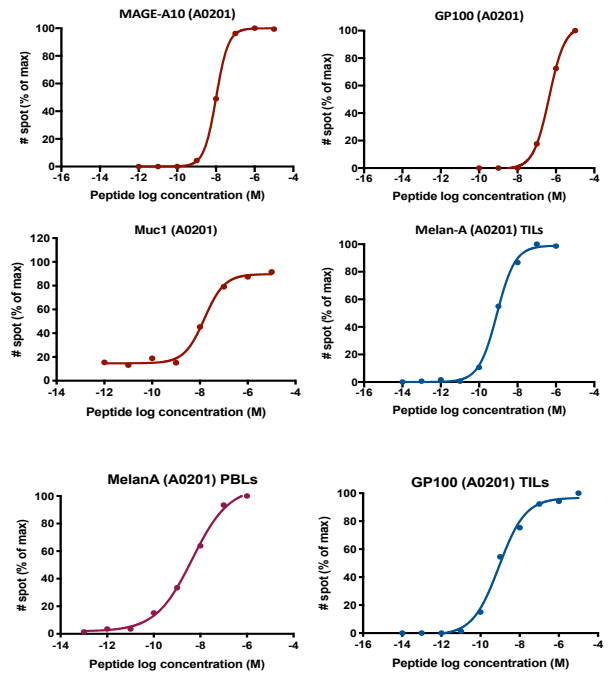 MAGE-A10 (A0201)
# spot (% of max)
100
80
60
40
20
0
-16 -14 -12 -10 -8 -6 -4
Peptide log concentration (M)
GP100 (A0201)
# spot (% of max)
100
80
60
40
20
0
-16 -14 -12 -10 -8 -6 -4
Peptide log concentration (M)
Muc1 (A0201)
# spot (% of max)
120
100
80
60
40
20
0
-14 -12 -10 -8 -6 -4
Peptide log concentration (M)
Melan-A (A0201) TILs
# spot (% of max)
100
80
60
40
20
0
-16 -14 -12 -10 -8 -6 -4
Peptide log concentration (M)
MelanA (A0201) PBLs
# spot (% of max)
100
80
60
40
20
0
-14 -12 -10 -8 -6 -4
Peptide log concentration (M)
GP100 (A0201) TILs
# spot (% of max)
100
80
60
40
20
0
-16 -14 -12 -10 -8 -6 -4
Peptide log concentration (M)